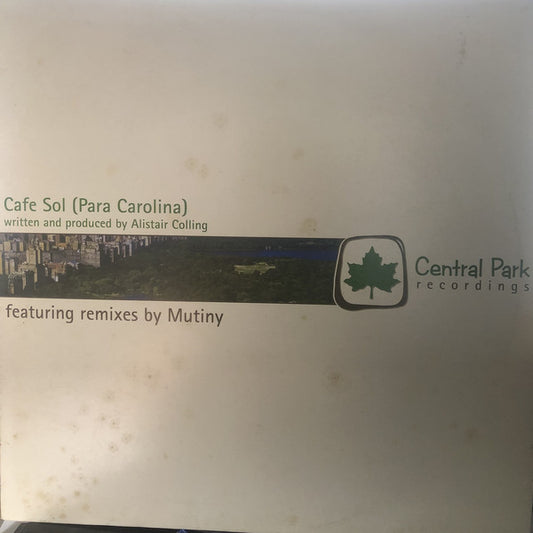 Cafe Sol (Para Carolina)
written and produced by Alistair Colling
Central Park
recordings
featuring remixes by Mutiny